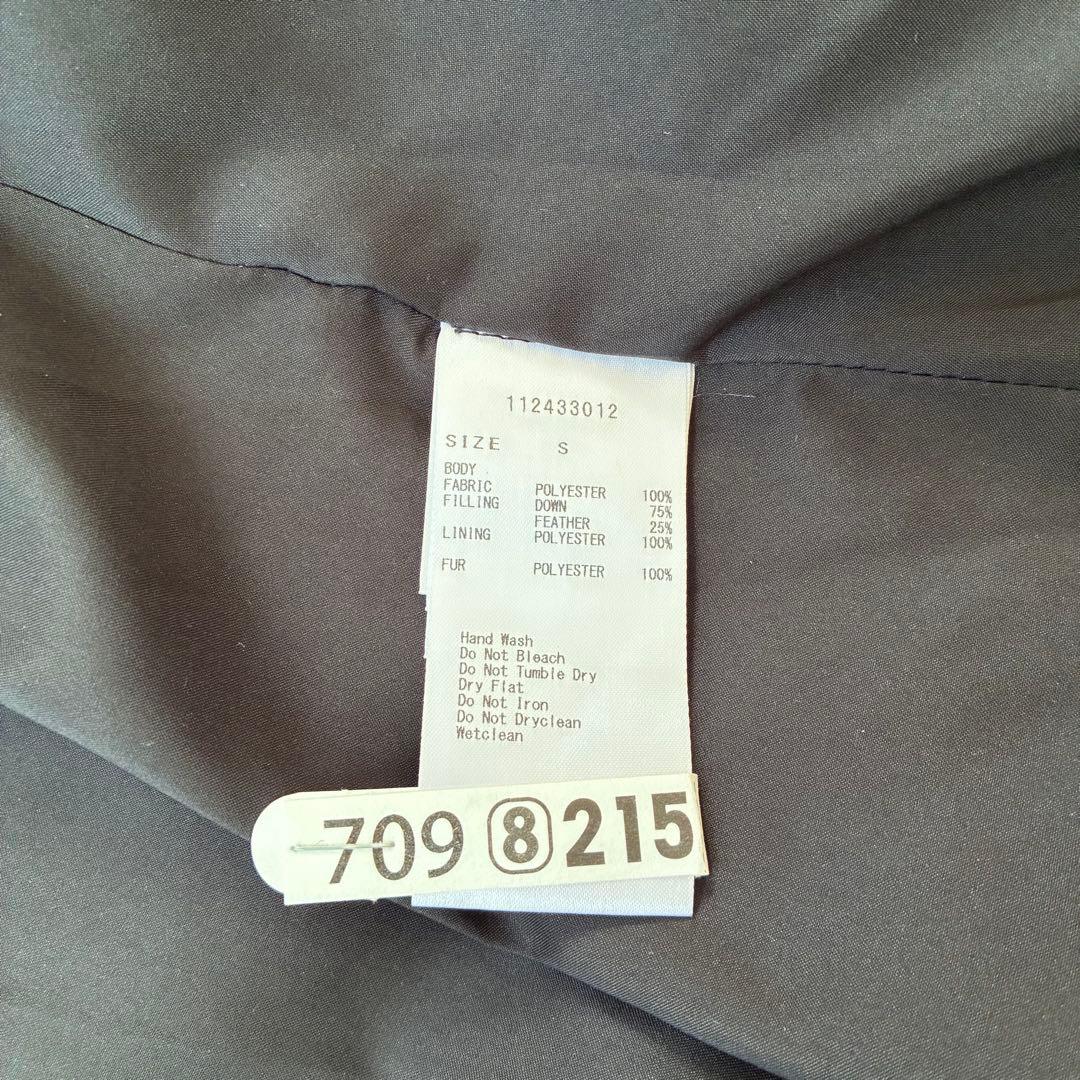 112433012
SIZE S
BODY
FABRIC POLYESTER 100%
FILLING DOWN 75%
FEATHER 25%
LINING POLYESTER 100%
FUR POLYESTER 100%
Hand Wash
Do Not Bleach
Do Not Tumble Dry
Dry Flat
Do Not Iron
Do Not Dryclean
Wetclean
709 8 215